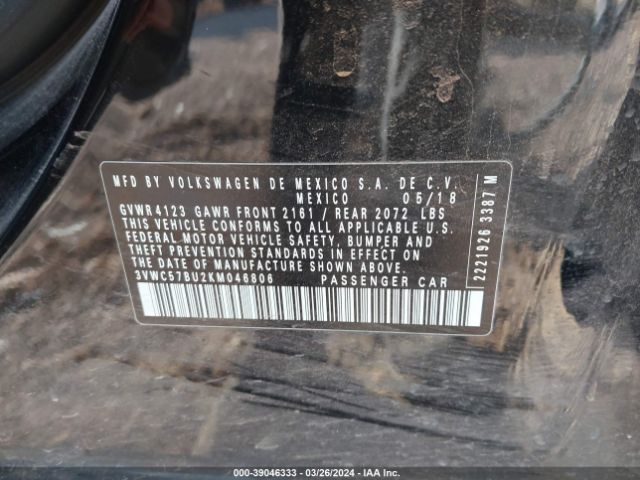 MFD BY VOLKSWAGEN DE MEXICO S.A. DE C.V.
MEXICO 05/18
GVWR 4123 GAWR FRONT 2161 / REAR 2072 LBS
THIS VEHICLE CONFORMS TO ALL APPLICABLE U.S.
FEDERAL MOTOR VEHICLE SAFETY, BUMPER AND
THEFT PREVENTION STANDARDS IN EFFECT ON
THE DATE OF MANUFACTURE SHOWN ABOVE.
3VWC57BU2KM046806 PASSENGER CAR
2221926 3387 M
000-39046333 - 03/26/2024 - IAA Inc.